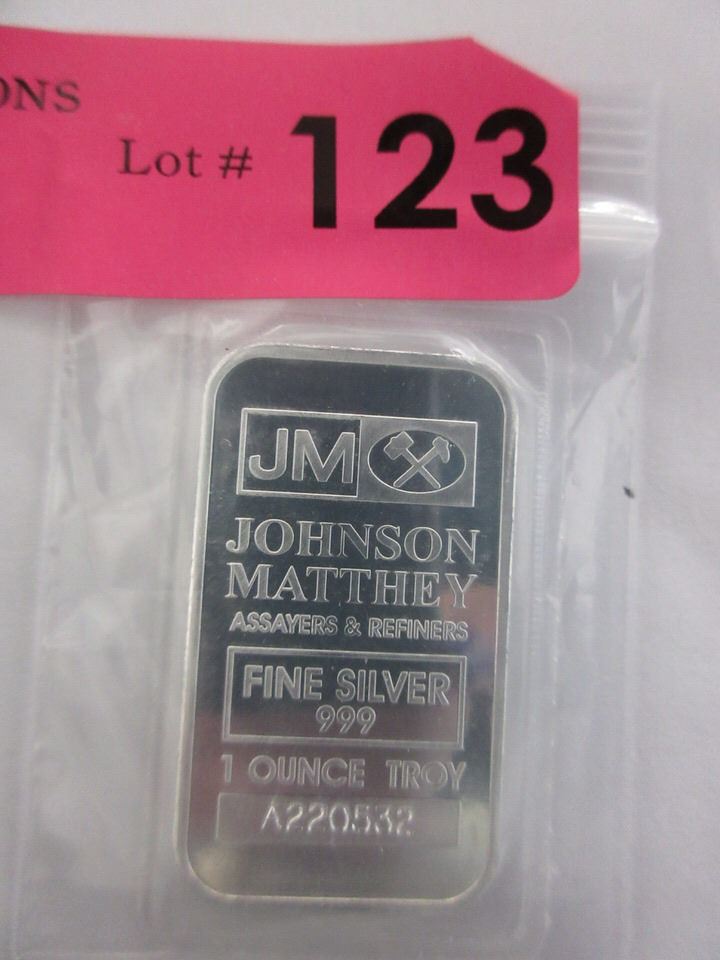 ONS
Lot # 123
JM
JOHNSON
MATTHEY
ASSAYERS & REFINERS
FINE SILVER
999
1 OUNCE TROY
A220532